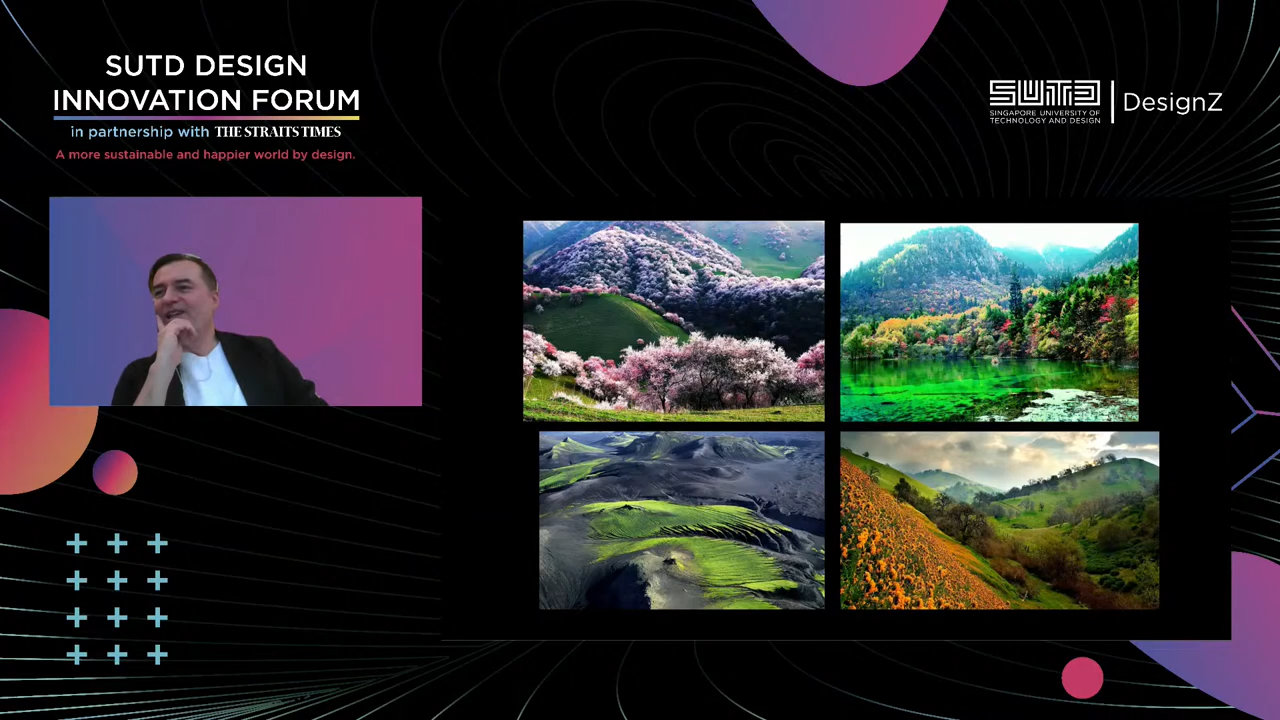 SUTD DESIGN
INNOVATION FORUM
in partnership with THE STRAITS TIMES
A more sustainable and happier world by design.
SUTD
SINGAPORE UNIVERSITY OF
TECHNOLOGY AND DESIGN
DesignZ